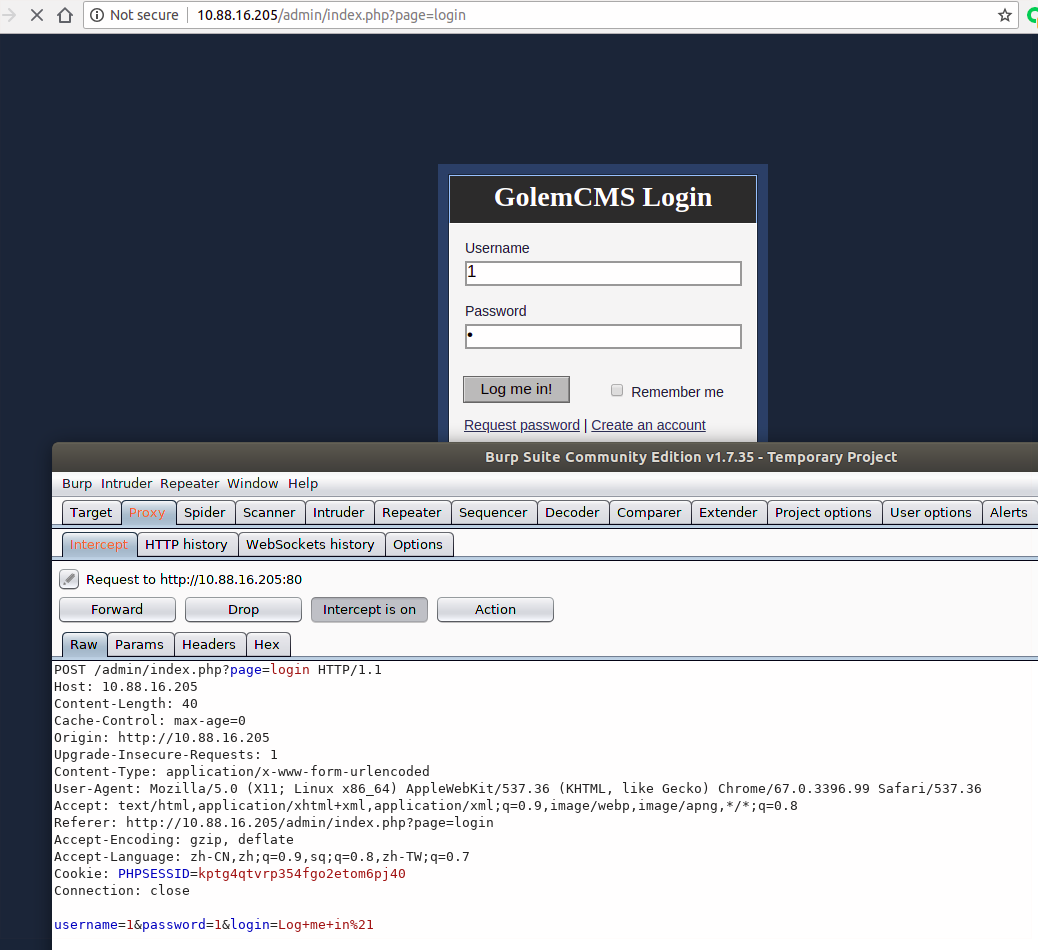 Not secure | 10.88.16.205/admin/index.php?page=login
GolemCMS Login
Username
1
Password
•
Log me in! Remember me
Request password | Create an account
Burp Suite Community Edition v1.7.35 - Temporary Project
Burp Intruder Repeater Window Help
Target Proxy Spider Scanner Intruder Repeater Sequencer Decoder Comparer Extender Project options User options Alerts
Intercept HTTP history WebSockets history Options
Request to http://10.88.16.205:80
Forward Drop Intercept is on Action
Raw Params Headers Hex
POST /admin/index.php?page=login HTTP/1.1
Host: 10.88.16.205
Content-Length: 40
Cache-Control: max-age=0
Origin: http://10.88.16.205
Upgrade-Insecure-Requests: 1
Content-Type: application/x-www-form-urlencoded
User-Agent: Mozilla/5.0 (X11; Linux x86_64) AppleWebKit/537.36 (KHTML, like Gecko) Chrome/67.0.3396.99 Safari/537.36
Accept: text/html,application/xhtml+xml,application/xml;q=0.9,image/webp,image/apng,*/*;q=0.8
Referer: http://10.88.16.205/admin/index.php?page=login
Accept-Encoding: gzip, deflate
Accept-Language: zh-CN,zh;q=0.9,sq;q=0.8,zh-TW;q=0.7
Cookie: PHPSESSID=kptg4qtvrp354fgo2etom6pj40
Connection: close
username=1&password=1&login=Log+me+in%21